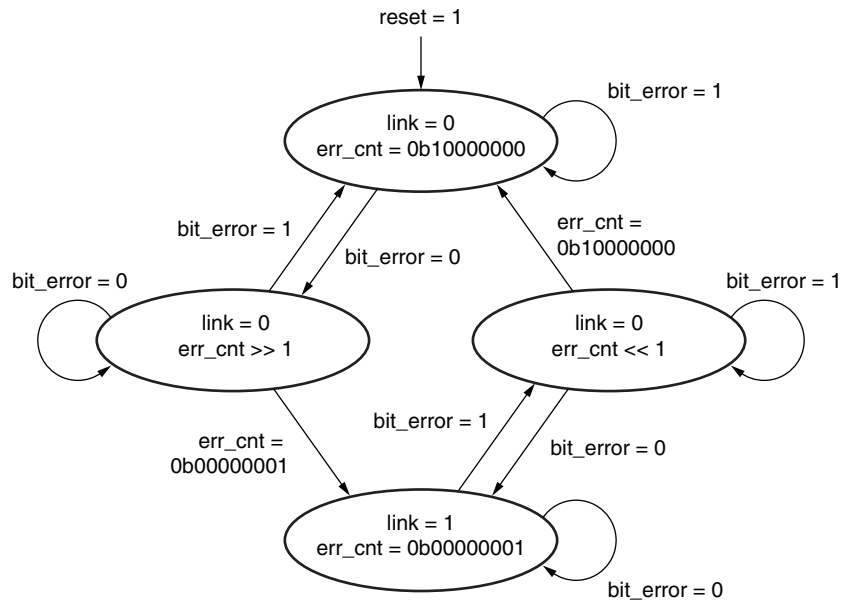 reset = 1
bit_error = 1
link = 0
err_cnt = 0b10000000
bit_error = 1
bit_error = 0
err_cnt =
0b10000000
bit_error = 0
link = 0
err_cnt >> 1
link = 0
err_cnt << 1
bit_error = 1
err_cnt =
0b00000001
bit_error = 1
bit_error = 0
link = 1
err_cnt = 0b00000001
bit_error = 0